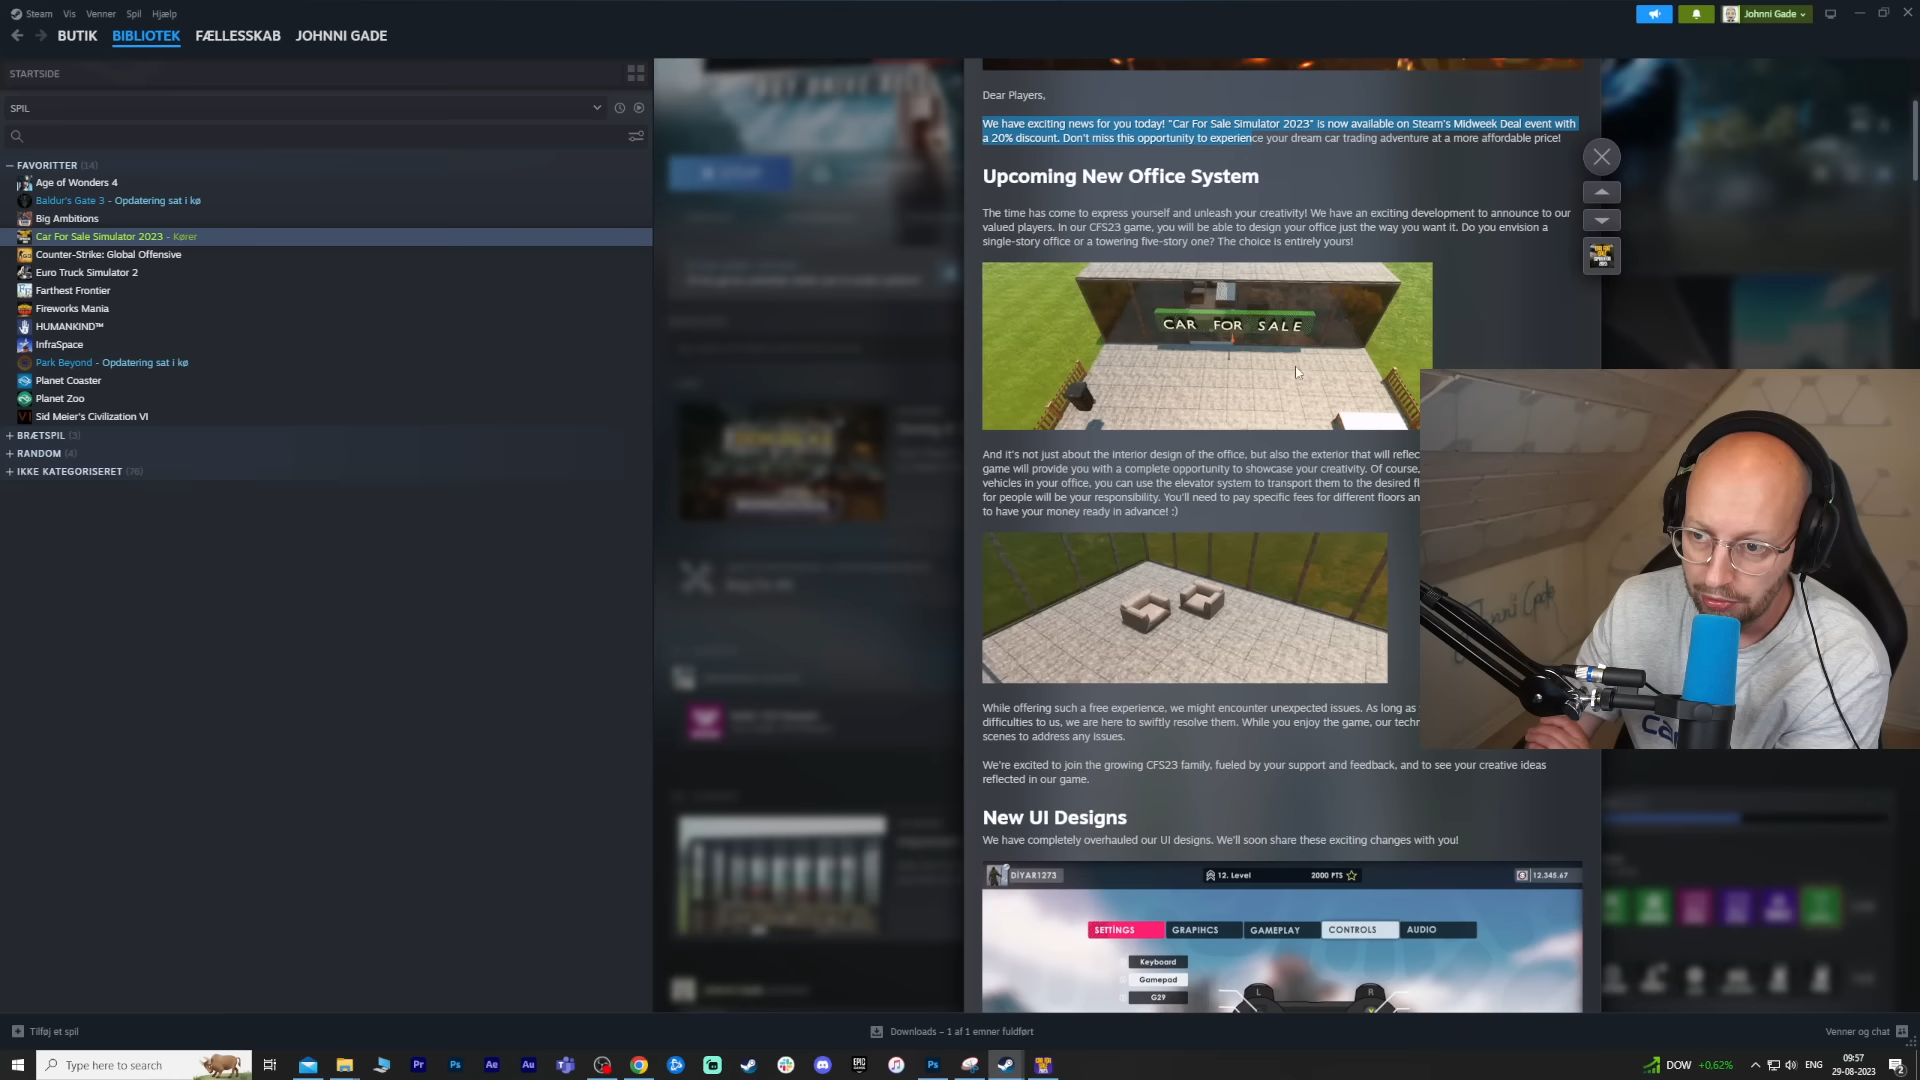 Steam Vis Venner Spil Hjælp
Johnni Gade
BUTIK BIBLIOTEK FÆLLESSKAB JOHNNI GADE
STARTSIDE
SPIL
FAVORITTER (14)
Age of Wonders 4
Baldur's Gate 3 - Opdatering sat i kø
Big Ambitions
Car For Sale Simulator 2023 - Kører
Counter-Strike: Global Offensive
Euro Truck Simulator 2
Farthest Frontier
Fireworks Mania
HUMANKIND™
InfraSpace
Park Beyond - Opdatering sat i kø
Planet Coaster
Planet Zoo
Sid Meier's Civilization VI
BRÆTSPIL (3)
RANDOM (4)
IKKE KATEGORISERET (76)
Dear Players,
We have exciting news for you today! "Car For Sale Simulator 2023" is now available on Steam's Midweek Deal event with
a 20% discount. Don't miss this opportunity to experience your dream car trading adventure at a more affordable price!
Upcoming New Office System
The time has come to express yourself and unleash your creativity! We have an exciting development to announce to our
valued players. In our CFS23 game, you will be able to design your office just the way you want it. Do you envision a
single-story office or a towering five-story one? The choice is entirely yours!
CAR FOR SALE
And it's not just about the interior design of the office, but also the exterior that will reflec
game will provide you with a complete opportunity to showcase your creativity. Of course,
vehicles in your office, you can use the elevator system to transport them to the desired fl
for people will be your responsibility. You'll need to pay specific fees for different floors an
to have your money ready in advance! :)
While offering such a free experience, we might encounter unexpected issues. As long as
difficulties to us, we are here to swiftly resolve them. While you enjoy the game, our techn
scenes to address any issues.
We're excited to join the growing CFS23 family, fueled by your support and feedback, and to see your creative ideas
reflected in our game.
New UI Designs
We have completely overhauled our UI designs. We'll soon share these exciting changes with you!
DİYAR1273 12. Level 2000 PTS 12.345.67
SETTİNGS GRAPIHCS GAMEPLAY CONTROLS AUDIO
Keyboard
Gamepad
G29
L R
Tilføj et spil
Downloads – 1 af 1 emner fuldført
Venner og chat
Type here to search
Pr Ps Ae Au
EPIC
Ps
DOW +0,62%
ENG
09:57
29-08-2023
2